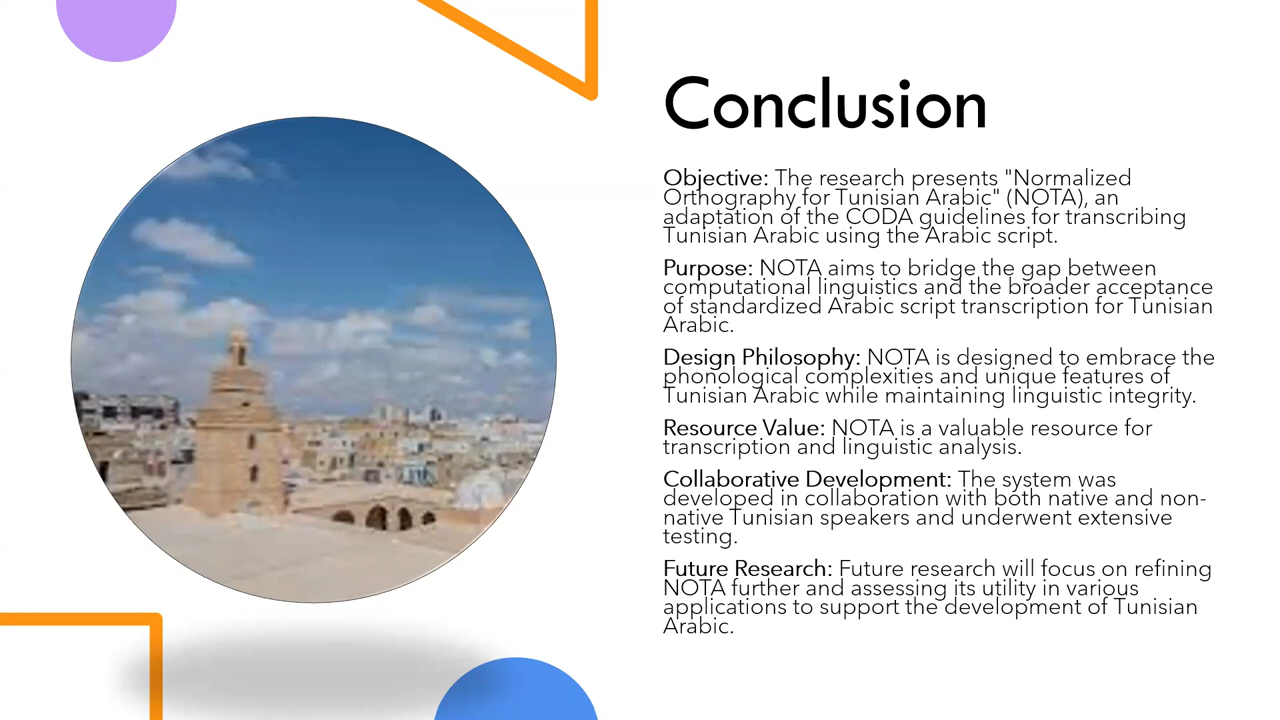 Conclusion
Objective: The research presents "Normalized
Orthography for Tunisian Arabic" (NOTA), an
adaptation of the CODA guidelines for transcribing
Tunisian Arabic using the Arabic script.
Purpose: NOTA aims to bridge the gap between
computational linguistics and the broader acceptance
of standardized Arabic script transcription for Tunisian
Arabic.
Design Philosophy: NOTA is designed to embrace the
phonological complexities and unique features of
Tunisian Arabic while maintaining linguistic integrity.
Resource Value: NOTA is a valuable resource for
transcription and linguistic analysis.
Collaborative Development: The system was
developed in collaboration with both native and non-
native Tunisian speakers and underwent extensive
testing.
Future Research: Future research will focus on refining
NOTA further and assessing its utility in various
applications to support the development of Tunisian
Arabic.